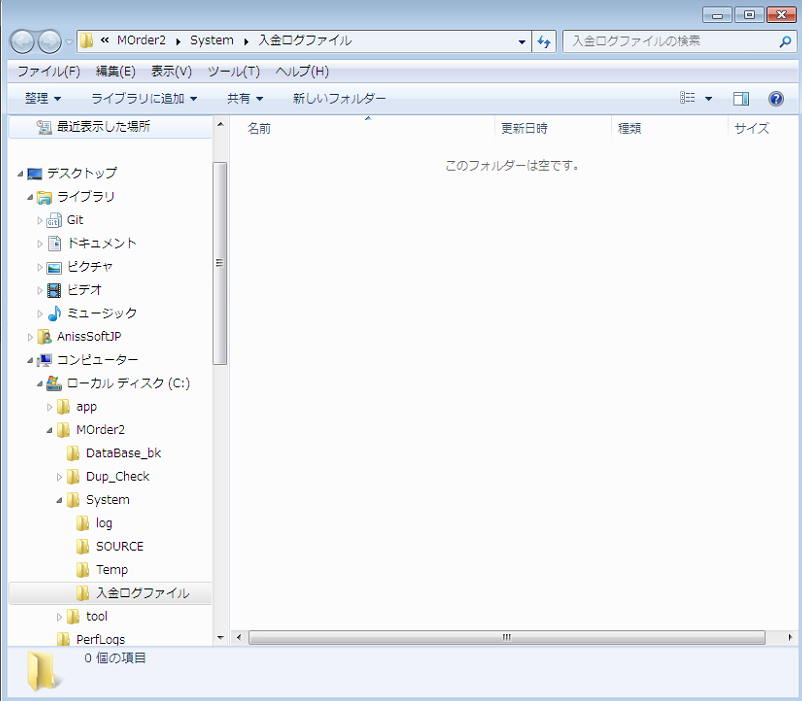 « MOrder2 ▸ System ▸ 入金ログファイル
入金ログファイルの検索
ファイル(F) 編集(E) 表示(V) ツール(T) ヘルプ(H)
整理 ライブラリに追加 共有 新しいフォルダー
最近表示した場所
デスクトップ
ライブラリ
Git
ドキュメント
ピクチャ
ビデオ
ミュージック
AnissSoftJP
コンピューター
ローカル ディスク (C:)
app
MOrder2
DataBase_bk
Dup_Check
System
log
SOURCE
Temp
入金ログファイル
tool
PerfLogs
名前 更新日時 種類 サイズ
このフォルダーは空です。
0 個の項目